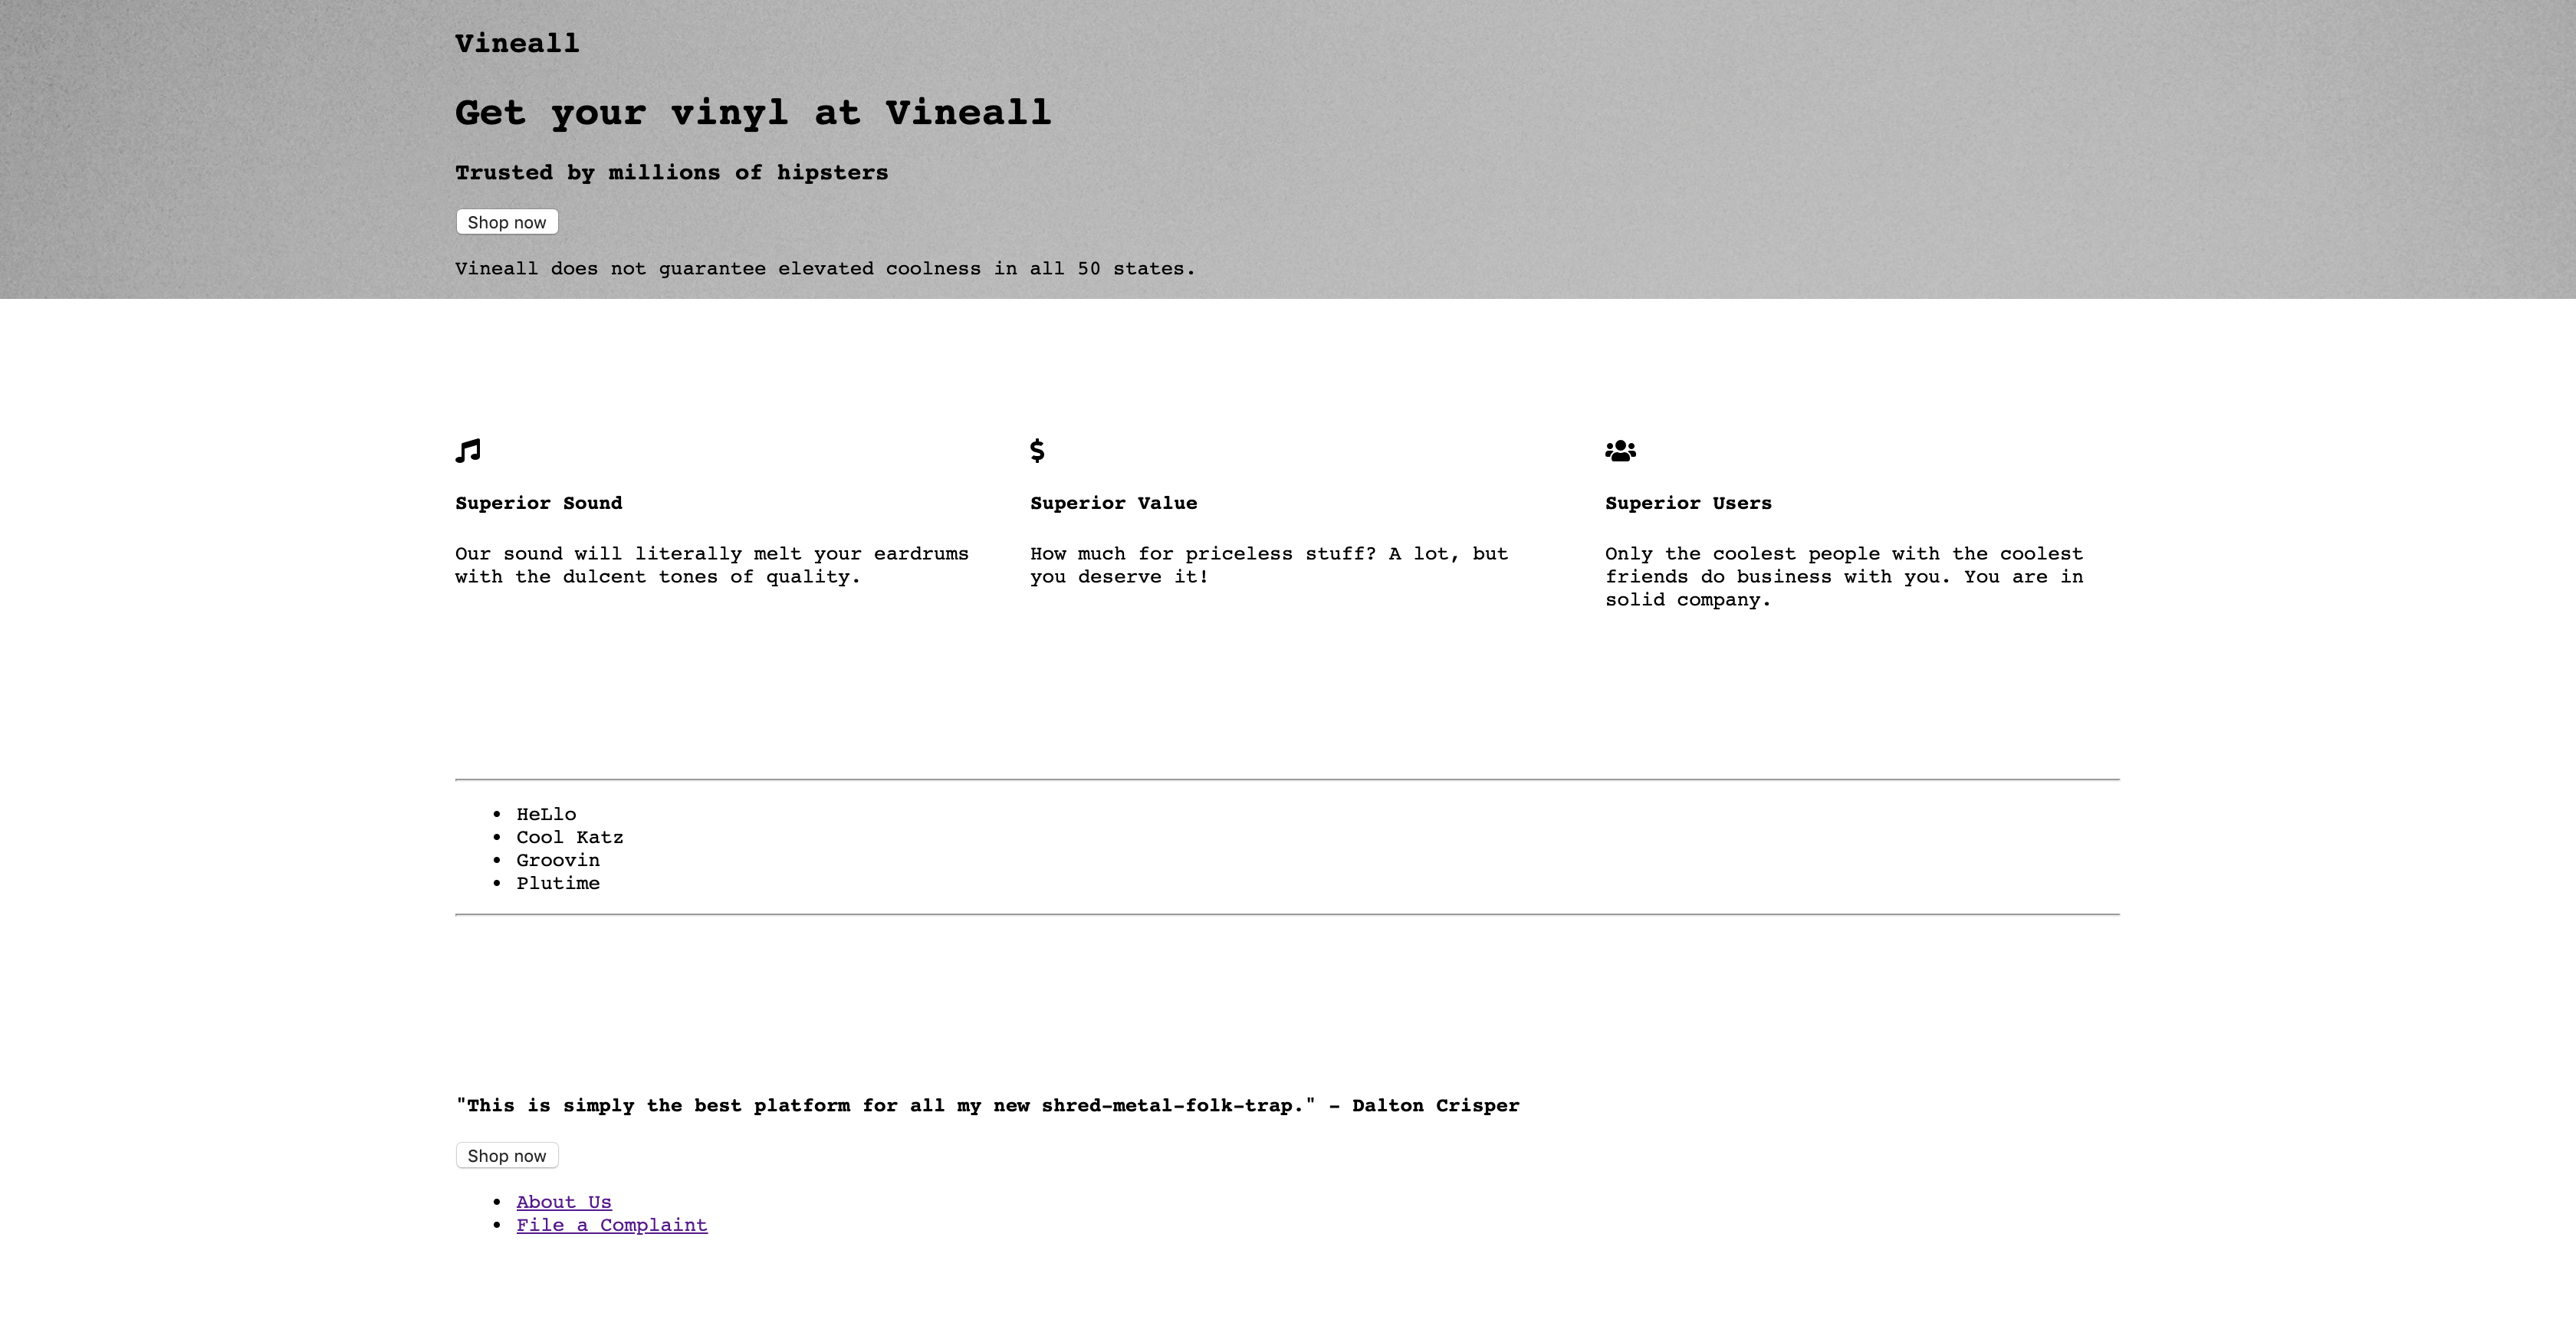 Vineall
Get your vinyl at Vineall
Trusted by millions of hipsters
Shop now
Vineall does not guarantee elevated coolness in all 50 states.
$
Superior Sound
Our sound will literally melt your eardrums
with the dulcent tones of quality.
Superior Value
How much for priceless stuff? A lot, but
you deserve it!
Superior Users
Only the coolest people with the coolest
friends do business with you. You are in
solid company.
• HeLlo
• Cool Katz
• Groovin
• Plutime
"This is simply the best platform for all my new shred-metal-folk-trap." - Dalton Crisper
Shop now
• About Us
• File a Complaint